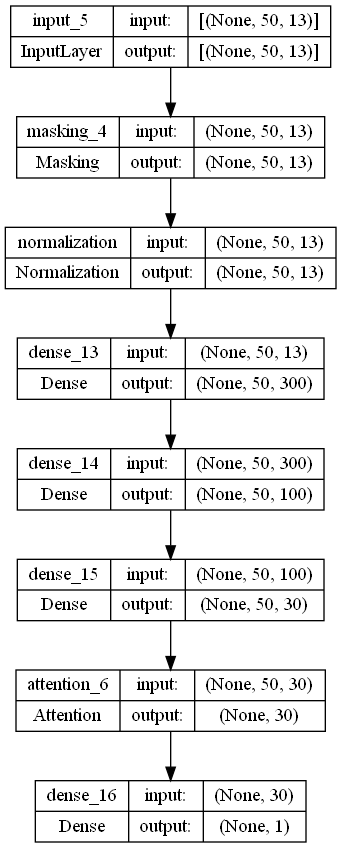 input_5 input: [(None, 50, 13)]
InputLayer output: [(None, 50, 13)]
masking_4 input: (None, 50, 13)
Masking output: (None, 50, 13)
normalization input: (None, 50, 13)
Normalization output: (None, 50, 13)
dense_13 input: (None, 50, 13)
Dense output: (None, 50, 300)
dense_14 input: (None, 50, 300)
Dense output: (None, 50, 100)
dense_15 input: (None, 50, 100)
Dense output: (None, 50, 30)
attention_6 input: (None, 50, 30)
Attention output: (None, 30)
dense_16 input: (None, 30)
Dense output: (None, 1)